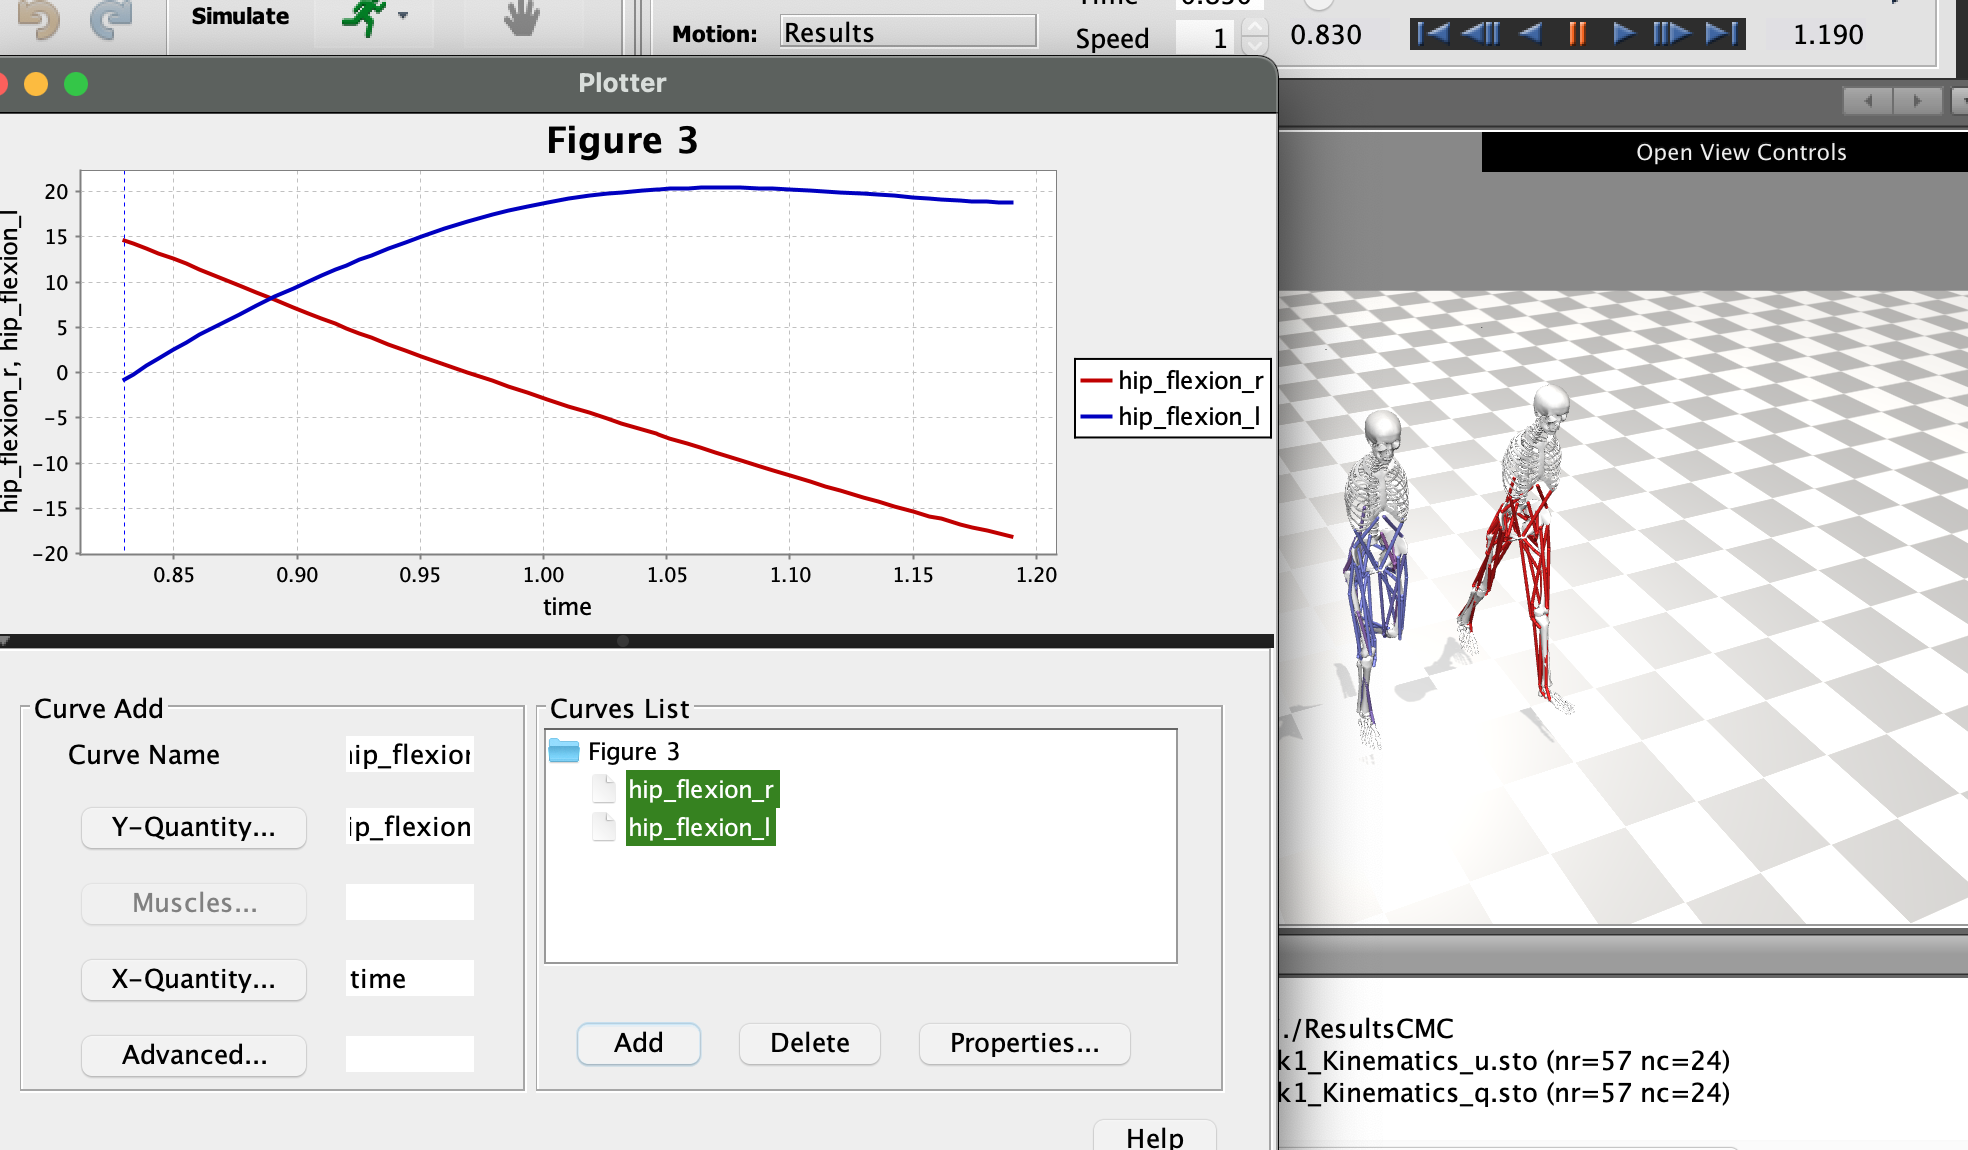 Simulate
Motion:
Results
Time
0.830
Speed
1
0.830
1.190
Plotter
Open View Controls
Figure 3
hip_flexion_r, hip_flexion_l
20
15
10
5
0
-5
-10
-15
-20
0.85
0.90
0.95
1.00
1.05
1.10
1.15
1.20
time
hip_flexion_r
hip_flexion_l
Curve Add
Curve Name
hip_flexion
Y-Quantity...
ip_flexion
Muscles...
X-Quantity...
time
Advanced...
Curves List
Figure 3
hip_flexion_r
hip_flexion_l
Add
Delete
Properties...
Help
./ResultsCMC
k1_Kinematics_u.sto (nr=57 nc=24)
k1_Kinematics_q.sto (nr=57 nc=24)